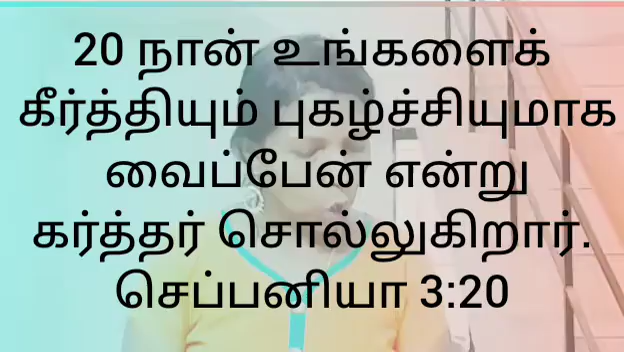 20 நான் உங்களைக்
கீர்த்தியும் புகழ்ச்சியுமாக
வைப்பேன் என்று
கர்த்தர் சொல்லுகிறார்.
செப்பனியா 3:20